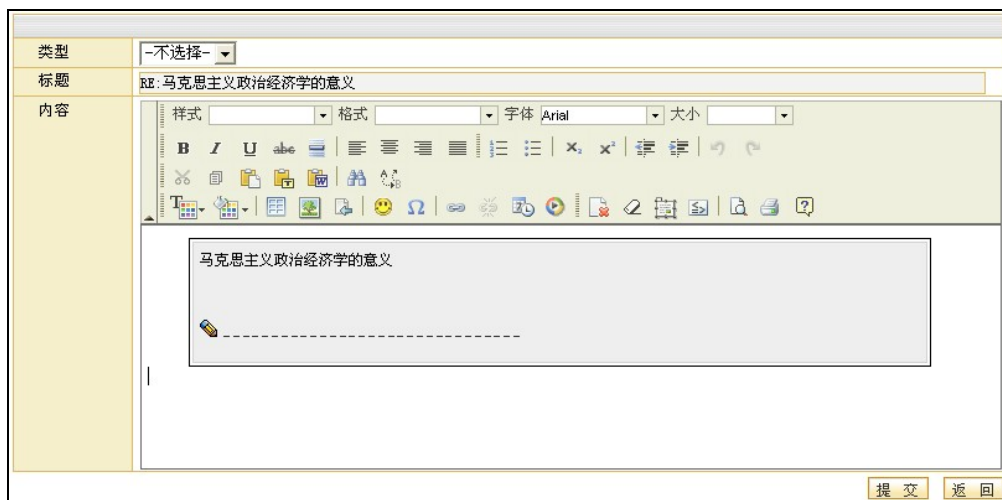 类型 -不选择-
标题 RE:马克思主义政治经济学的意义
内容 样式 格式 字体 Arial 大小
B I U abc
马克思主义政治经济学的意义
提 交 返 回